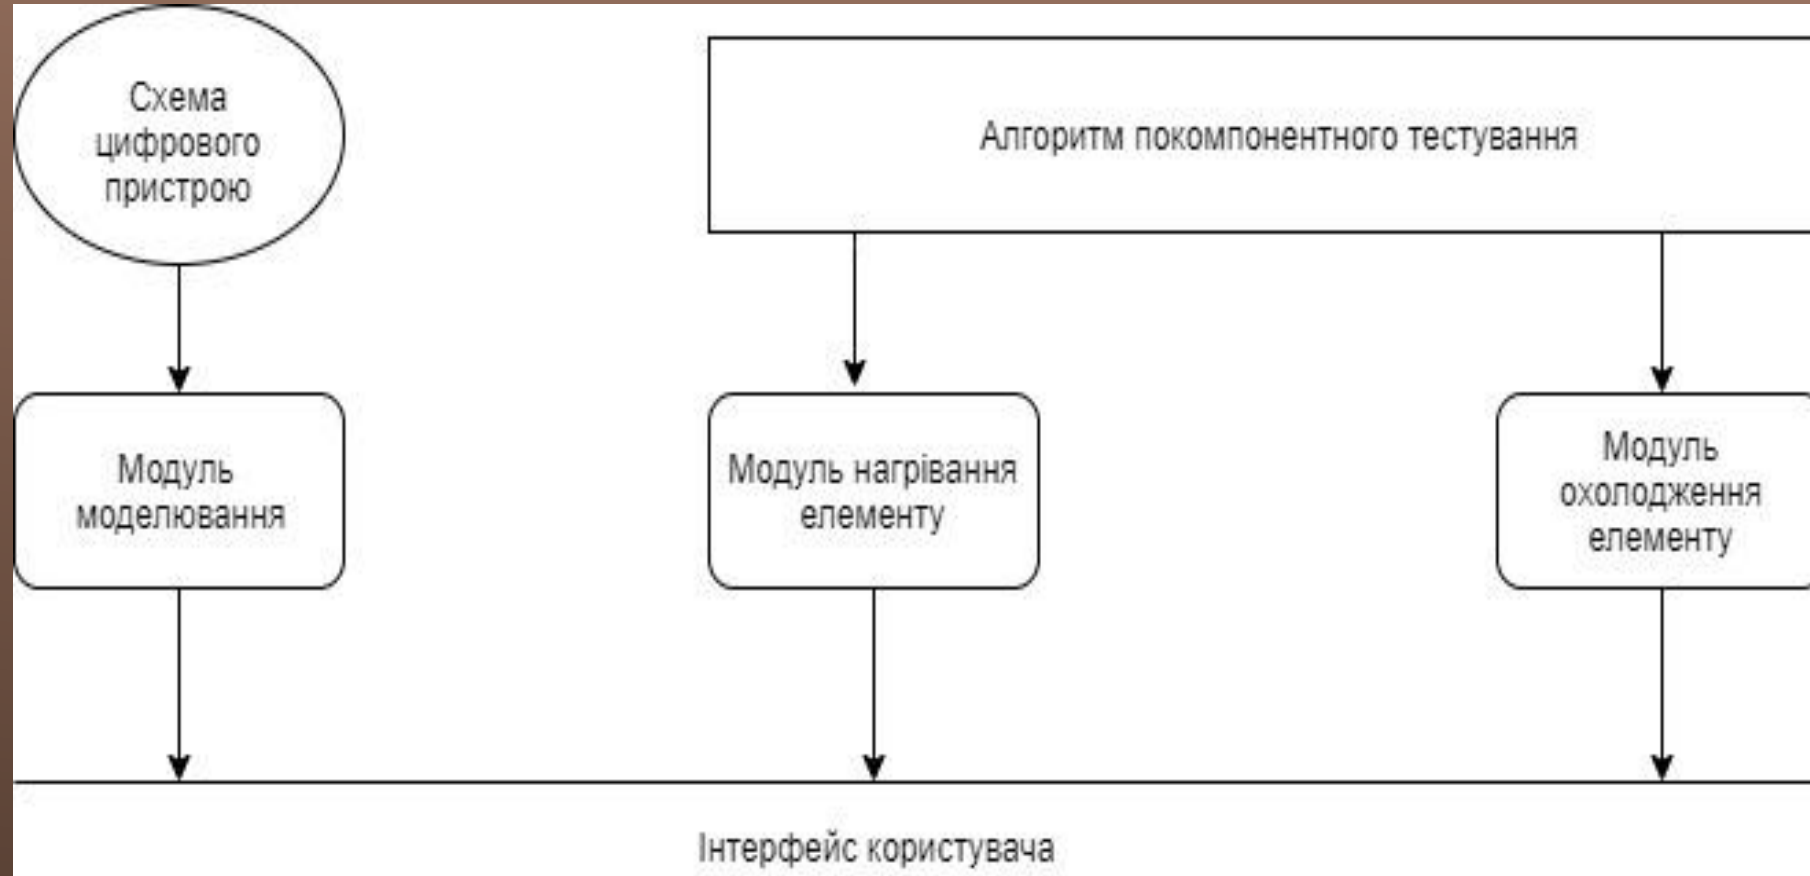 Схема
цифрового
пристрою
Алгоритм покомпонентного тестування
Модуль
моделювання
Модуль нагрівання
елементу
Модуль
охолодження
елементу
Інтерфейс користувача